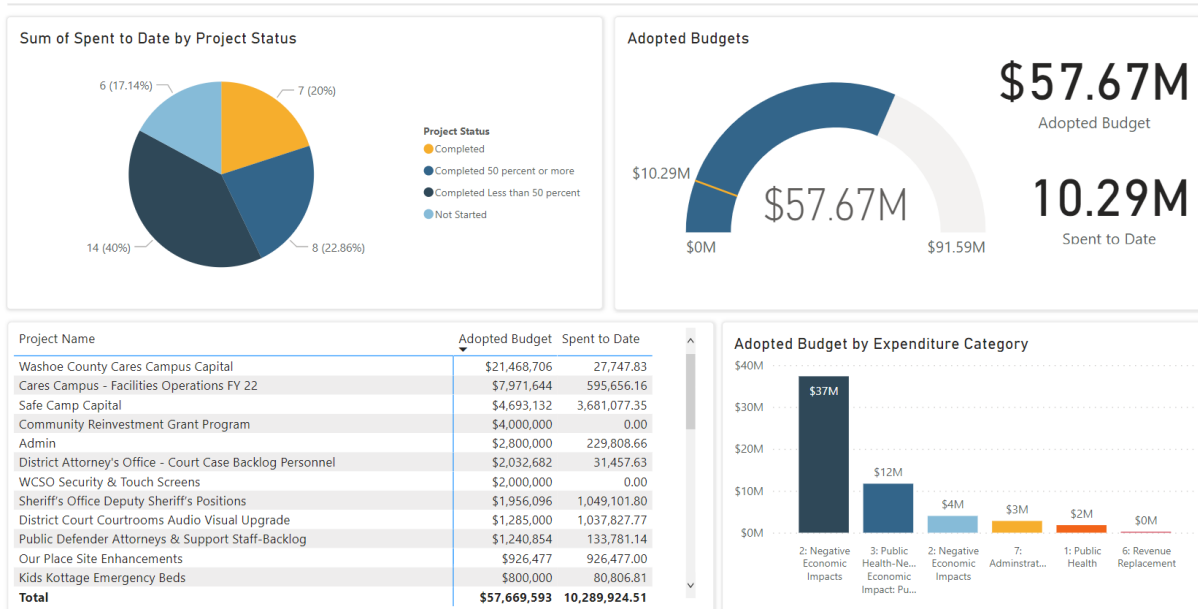 Sum of Spent to Date by Project Status
6 (17.14%)
7 (20%)
14 (40%)
8 (22.86%)
Project Status
Completed
Completed 50 percent or more
Completed Less than 50 percent
Not Started
Adopted Budgets
$10.29M
$57.67M
$0M
$91.59M
$57.67M
Adopted Budget
10.29M
Spent to Date
Project Name Adopted Budget Spent to Date
Washoe County Cares Campus Capital $21,468,706 27,747.83
Cares Campus - Facilities Operations FY 22 $7,971,644 595,656.16
Safe Camp Capital $4,693,132 3,681,077.35
Community Reinvestment Grant Program $4,000,000 0.00
Admin $2,800,000 229,808.66
District Attorney's Office - Court Case Backlog Personnel $2,032,682 31,457.63
WCSO Security & Touch Screens $2,000,000 0.00
Sheriff's Office Deputy Sheriff's Positions $1,956,096 1,049,101.80
District Court Courtrooms Audio Visual Upgrade $1,285,000 1,037,827.77
Public Defender Attorneys & Support Staff-Backlog $1,240,854 133,781.14
Our Place Site Enhancements $926,477 926,477.00
Kids Kottage Emergency Beds $800,000 80,806.81
Total $57,669,593 10,289,924.51
Adopted Budget by Expenditure Category
$40M
$30M
$20M
$10M
$0M
$37M
$12M
$4M
$3M
$2M
$0M
2: Negative
Economic
Impacts
3: Public
Health-Ne...
Economic
Impact: Pu...
2: Negative
Economic
Impacts
7:
Adminstrat...
1: Public
Health
6: Revenue
Replacement